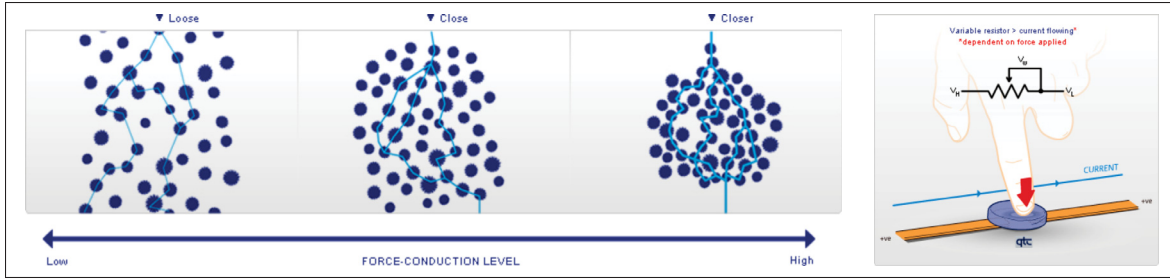 Loose
Close
Closer
Low
FORCE-CONDUCTION LEVEL
High
Variable resistor > current flowing*
*dependent on force applied
Vω
VH
VL
CURRENT
+ve
+ve
qtc